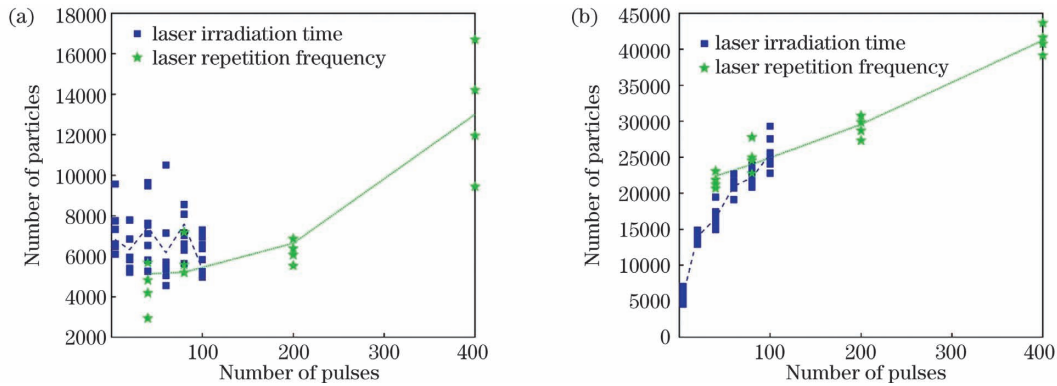 (a)
18000
16000
14000
12000
10000
8000
6000
4000
2000
Number of particles
laser irradiation time
laser repetition frequency
100
200
300
400
Number of pulses
(b)
45000
40000
35000
30000
25000
20000
15000
10000
5000
0
Number of particles
laser irradiation time
laser repetition frequency
100
200
300
400
Number of pulses